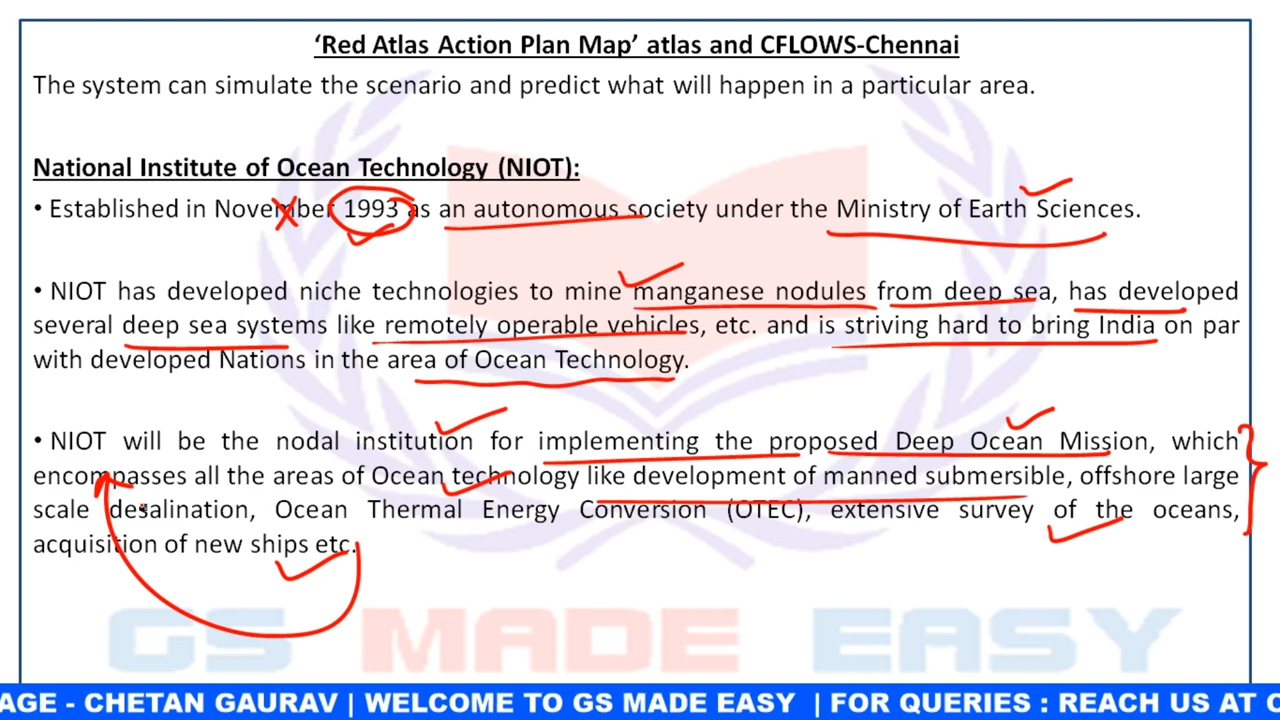 ‘Red Atlas Action Plan Map’ atlas and CFLOWS-Chennai
The system can simulate the scenario and predict what will happen in a particular area.
National Institute of Ocean Technology (NIOT):
• Established in November 1993 as an autonomous society under the Ministry of Earth Sciences.
• NIOT has developed niche technologies to mine manganese nodules from deep sea, has developed
several deep sea systems like remotely operable vehicles, etc. and is striving hard to bring India on par
with developed Nations in the area of Ocean Technology.
• NIOT will be the nodal institution for implementing the proposed Deep Ocean Mission, which
encompasses all the areas of Ocean technology like development of manned submersible, offshore large
scale desalination, Ocean Thermal Energy Conversion (OTEC), extensive survey of the oceans,
acquisition of new ships etc.
GS MADE EASY
AGE - CHETAN GAURAV | WELCOME TO GS MADE EASY | FOR QUERIES : REACH US AT